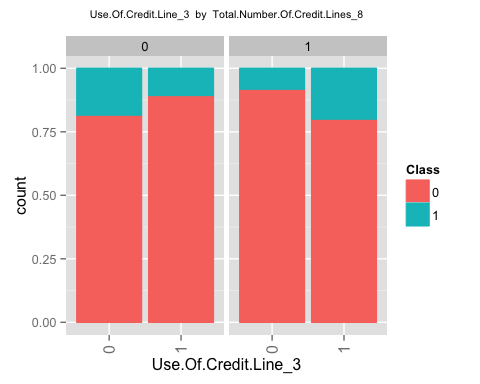 Use.Of.Credit.Line_3 by Total.Number.Of.Credit.Lines_8
0 1
1.00
0.75
0.50
0.25
0.00
count
0 1 0 1
Use.Of.Credit.Line_3
Class
0
1